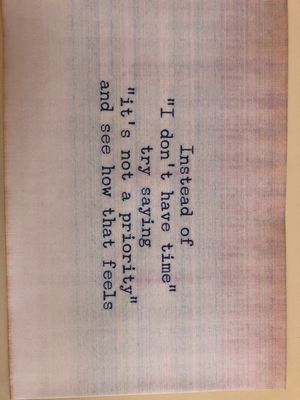 Instead of
"I don't have time"
try saying
"it's not a priority"
and see how that feels